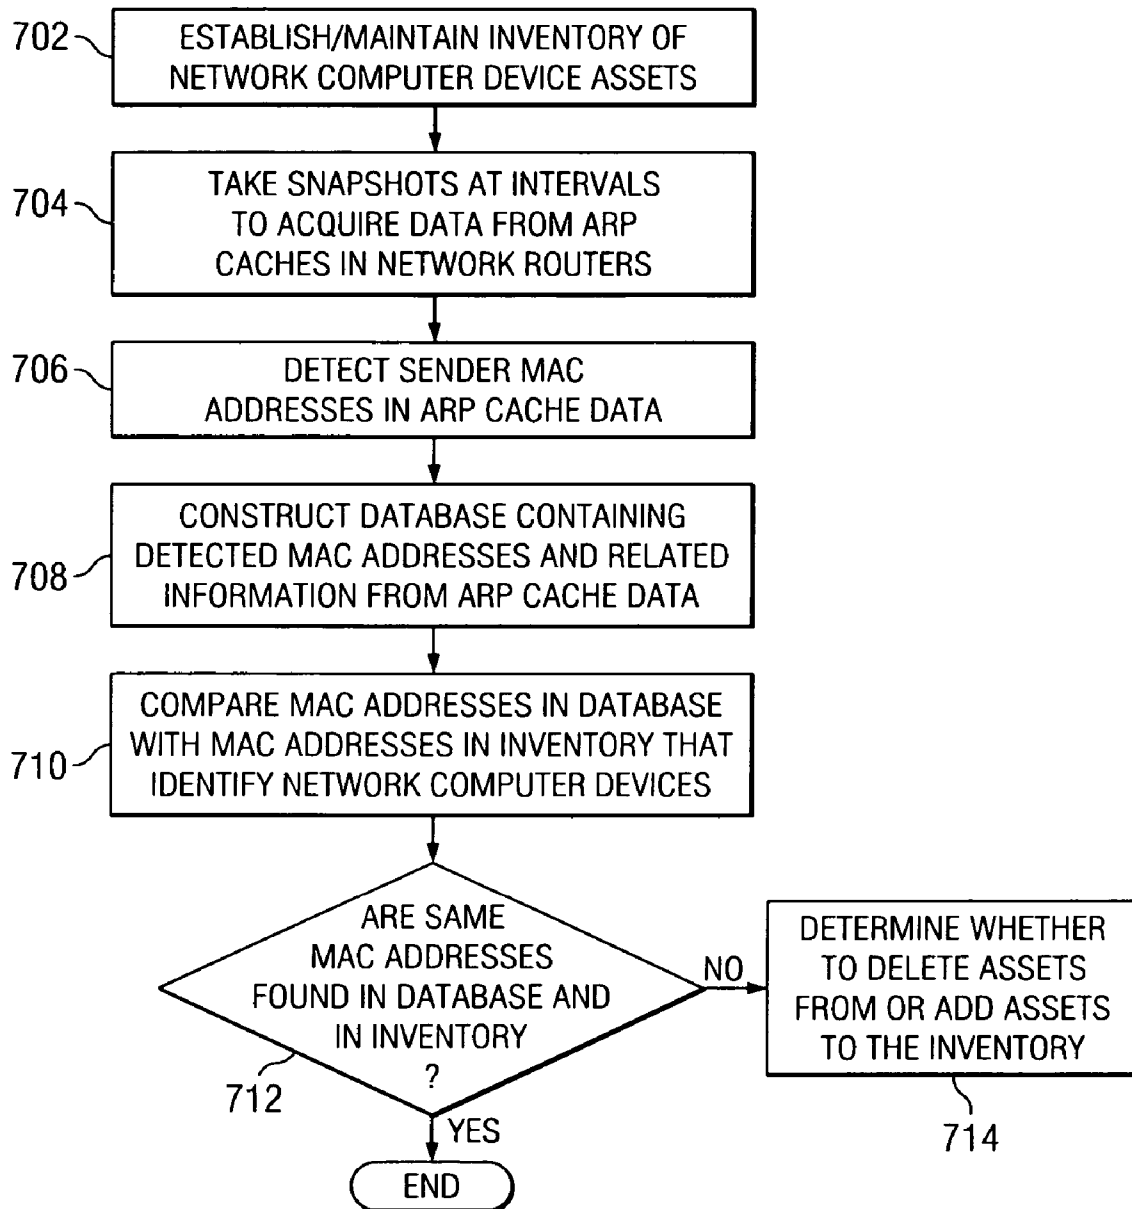 702
ESTABLISH/MAINTAIN INVENTORY OF
NETWORK COMPUTER DEVICE ASSETS
704
TAKE SNAPSHOTS AT INTERVALS
TO ACQUIRE DATA FROM ARP
CACHES IN NETWORK ROUTERS
706
DETECT SENDER MAC
ADDRESSES IN ARP CACHE DATA
708
CONSTRUCT DATABASE CONTAINING
DETECTED MAC ADDRESSES AND RELATED
INFORMATION FROM ARP CACHE DATA
710
COMPARE MAC ADDRESSES IN DATABASE
WITH MAC ADDRESSES IN INVENTORY THAT
IDENTIFY NETWORK COMPUTER DEVICES
ARE SAME
MAC ADDRESSES
FOUND IN DATABASE AND
IN INVENTORY
?
712
NO
DETERMINE WHETHER
TO DELETE ASSETS
FROM OR ADD ASSETS
TO THE INVENTORY
714
YES
END